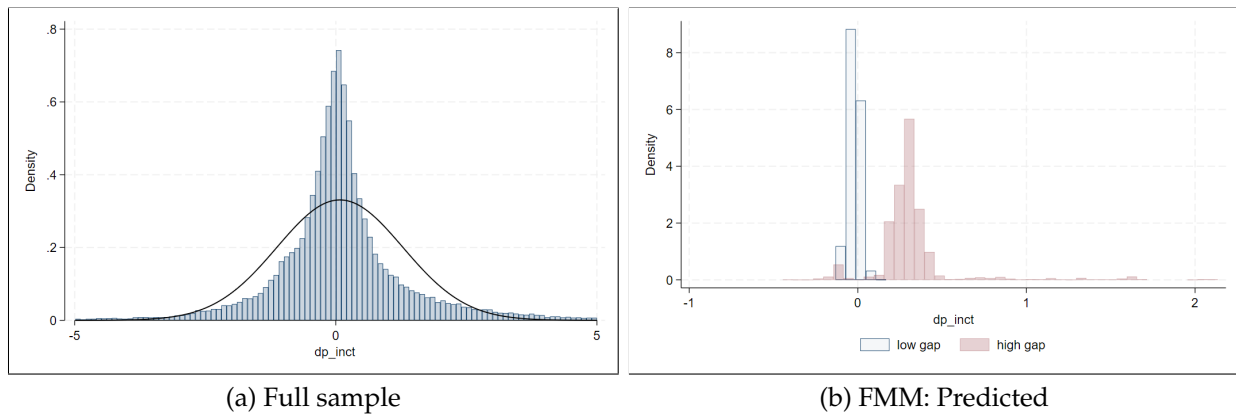 .8
.6
.4
.2
0
Density
-5
0
5
dp_inct
(a) Full sample
8
6
4
2
0
Density
-1
0
1
2
dp_inct
low gap high gap
(b) FMM: Predicted